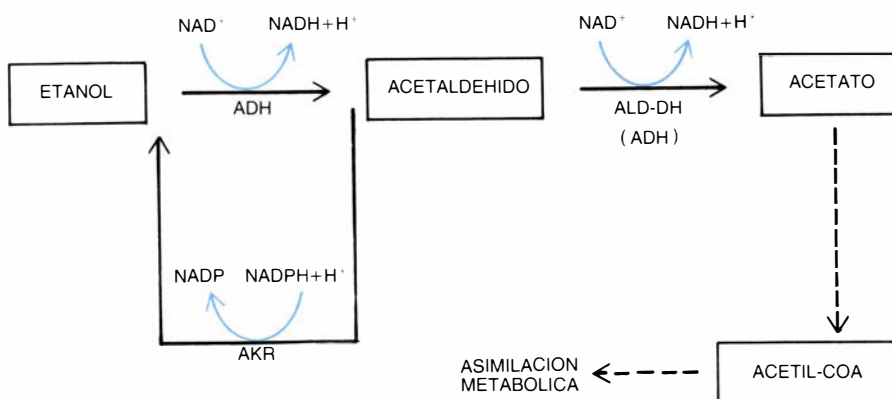 NAD⁺ NADH+H⁺ NAD⁺ NADH+H⁺
ETANOL ACETALDEHIDO ACETATO
ADH ALD-DH
(ADH)
NADP NADPH+H⁺
AKR
ASIMILACION ACETIL-COA
METABOLICA